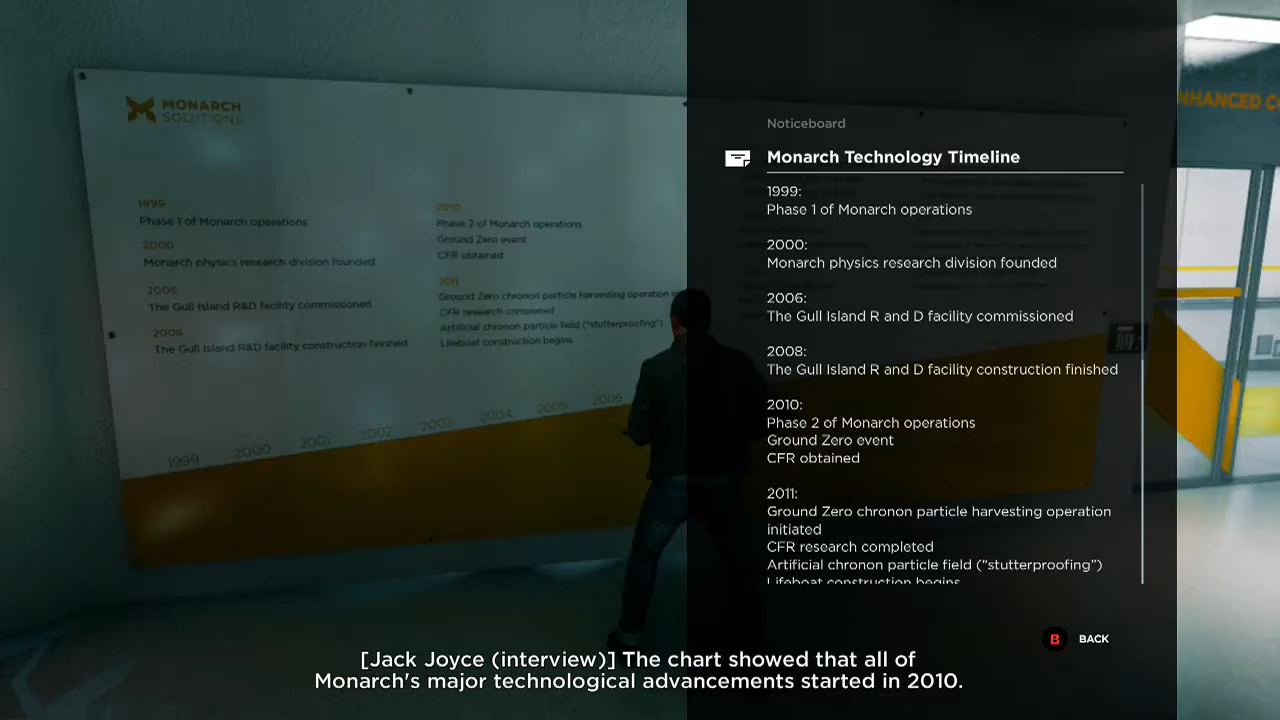 MONARCH
SOLUTIONS
1999
Phase 1 of Monarch operations
2000
Monarch physics research division founded
2006
The Gull Island R&D facility commissioned
2008
The Gull Island R&D facility construction finished
2010
Phase 2 of Monarch operations
Ground Zero event
CFR obtained
2011
Ground Zero chronon particle harvesting operation
CFR research completed
Artificial chronon particle field ("stutterproofing")
Lifeboat construction begins
1999 2000 2001 2002 2003 2004 2005 2006
Noticeboard
Monarch Technology Timeline
1999:
Phase 1 of Monarch operations
2000:
Monarch physics research division founded
2006:
The Gull Island R and D facility commissioned
2008:
The Gull Island R and D facility construction finished
2010:
Phase 2 of Monarch operations
Ground Zero event
CFR obtained
2011:
Ground Zero chronon particle harvesting operation
initiated
CFR research completed
Artificial chronon particle field ("stutterproofing")
Lifeboat construction begins
NHANCED CO
B BACK
[Jack Joyce (interview)] The chart showed that all of
Monarch's major technological advancements started in 2010.